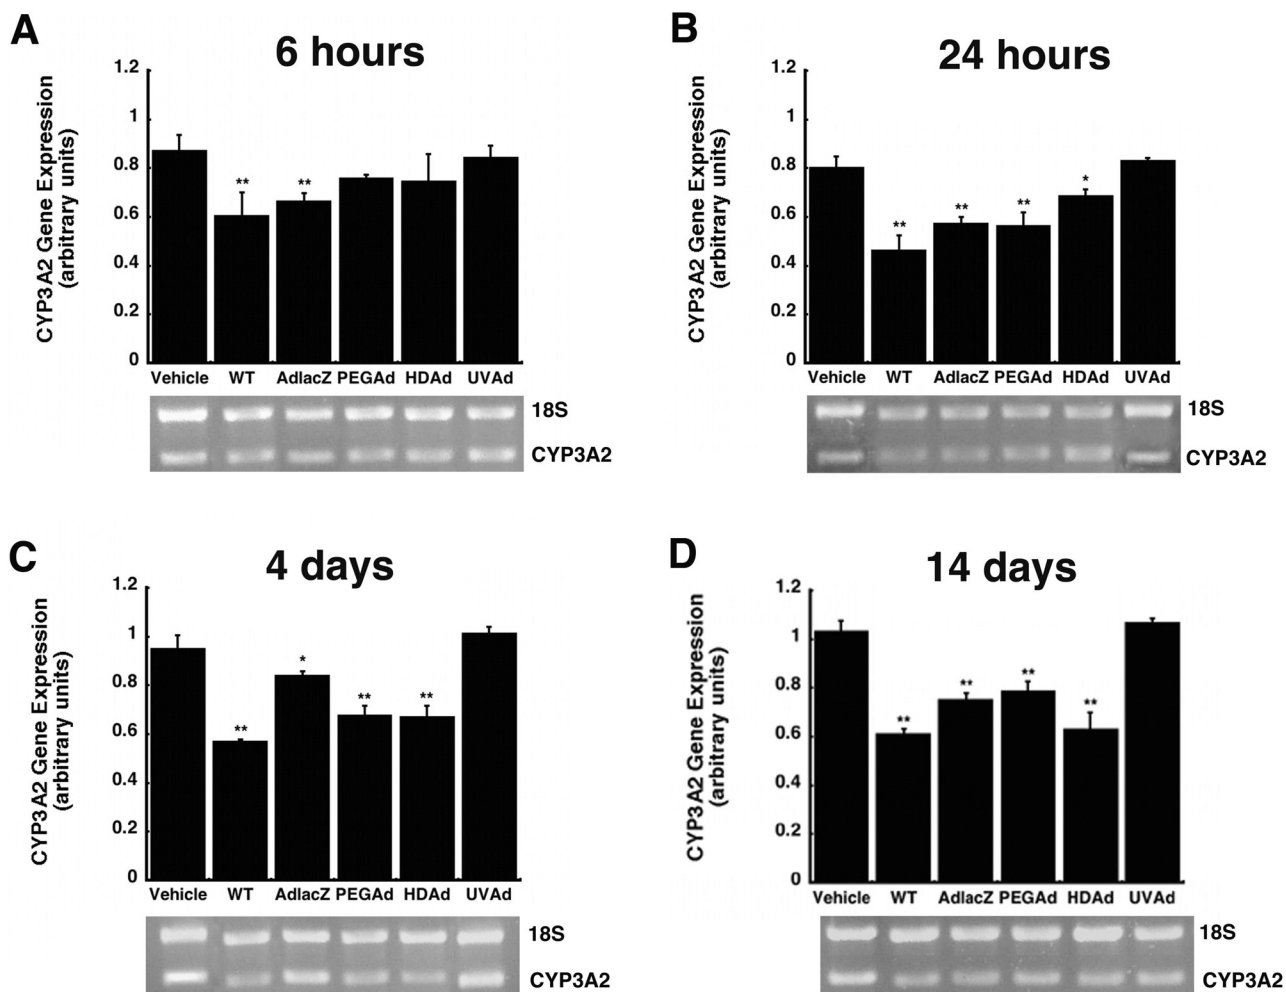 A
6 hours
CYP3A2 Gene Expression
(arbitrary units)
1.2
1
0.8
0.6
0.4
0.2
0
** **
Vehicle WT AdlacZ PEGAd HDAd UVAd
18S
CYP3A2
B
24 hours
CYP3A2 Gene Expression
(arbitrary units)
1.2
1
0.8
0.6
0.4
0.2
0
** ** ** *
Vehicle WT AdlacZ PEGAd HDAd UVAd
18S
CYP3A2
C
4 days
CYP3A2 Gene Expression
(arbitrary units)
1.2
1
0.8
0.6
0.4
0.2
0
** * ** **
Vehicle WT AdlacZ PEGAd HDAd UVAd
18S
CYP3A2
D
14 days
CYP3A2 Gene Expression
(arbitrary units)
1.2
1
0.8
0.6
0.4
0.2
0
** ** ** **
Vehicle WT AdlacZ PEGAd HDAd UVAd
18S
CYP3A2